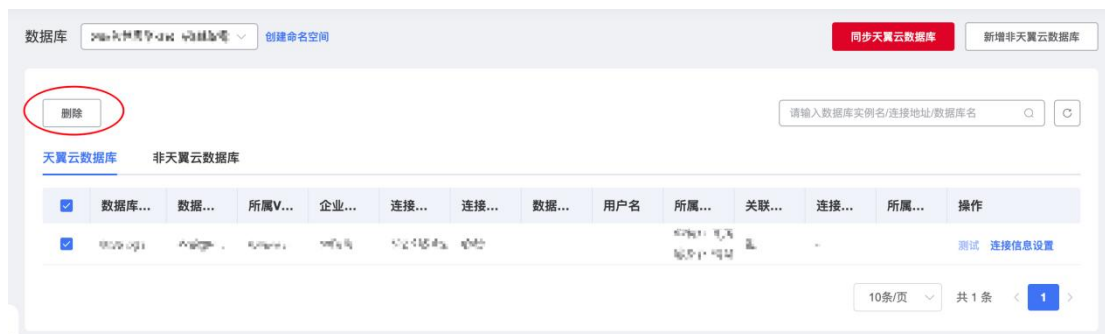 数据库 创建命名空间 同步天翼云数据库 新增非天翼云数据库
删除 请输入数据库实例名/连接地址/数据库名
天翼云数据库 非天翼云数据库
数据库... 数据... 所属V... 企业... 连接... 连接... 数据... 用户名 所属... 关联... 连接... 所属... 操作
- 测试 连接信息设置
10条/页 共 1 条 1